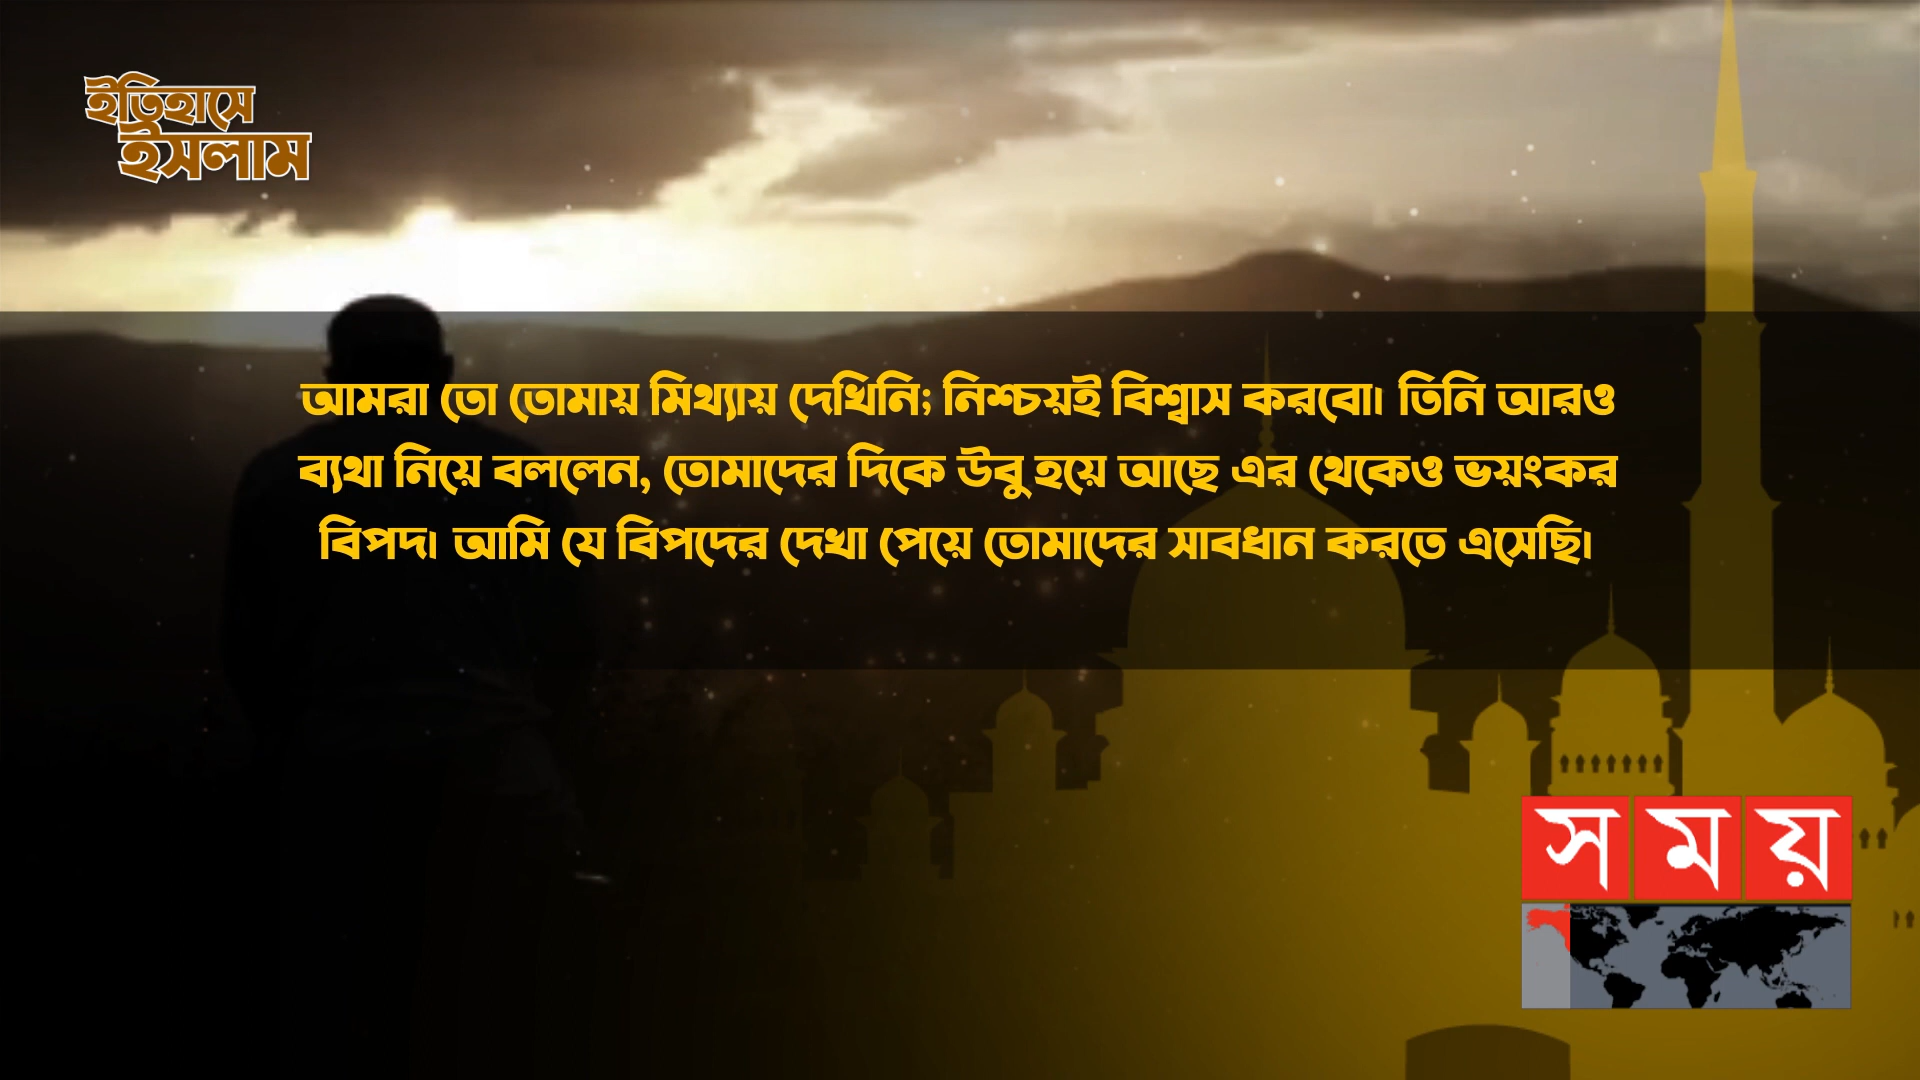 ইতিহাসে
ইসলাম
আমরা তো তোমায় মিথ্যায় দেখিনি; নিশ্চয়ই বিশ্বাস করবো। তিনি আরও
ব্যথা নিয়ে বললেন, তোমাদের দিকে উবু হয়ে আছে এর থেকেও ভয়ংকর
বিপদ। আমি যে বিপদের দেখা পেয়ে তোমাদের সাবধান করতে এসেছি।
সময়